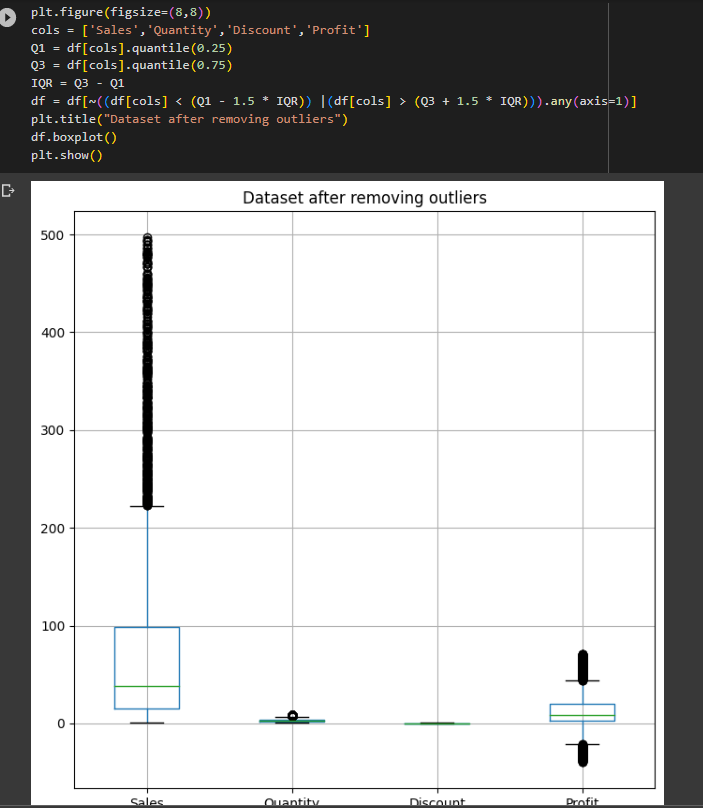 plt.figure(figsize=(8,8))
cols = ['Sales','Quantity','Discount','Profit']
Q1 = df[cols].quantile(0.25)
Q3 = df[cols].quantile(0.75)
IQR = Q3 - Q1
df = df[~((df[cols] < (Q1 - 1.5 * IQR)) |(df[cols] > (Q3 + 1.5 * IQR))).any(axis=1)]
plt.title("Dataset after removing outliers")
df.boxplot()
plt.show()
Dataset after removing outliers
500
400
300
200
100
0
Sales Quantity Discount Profit